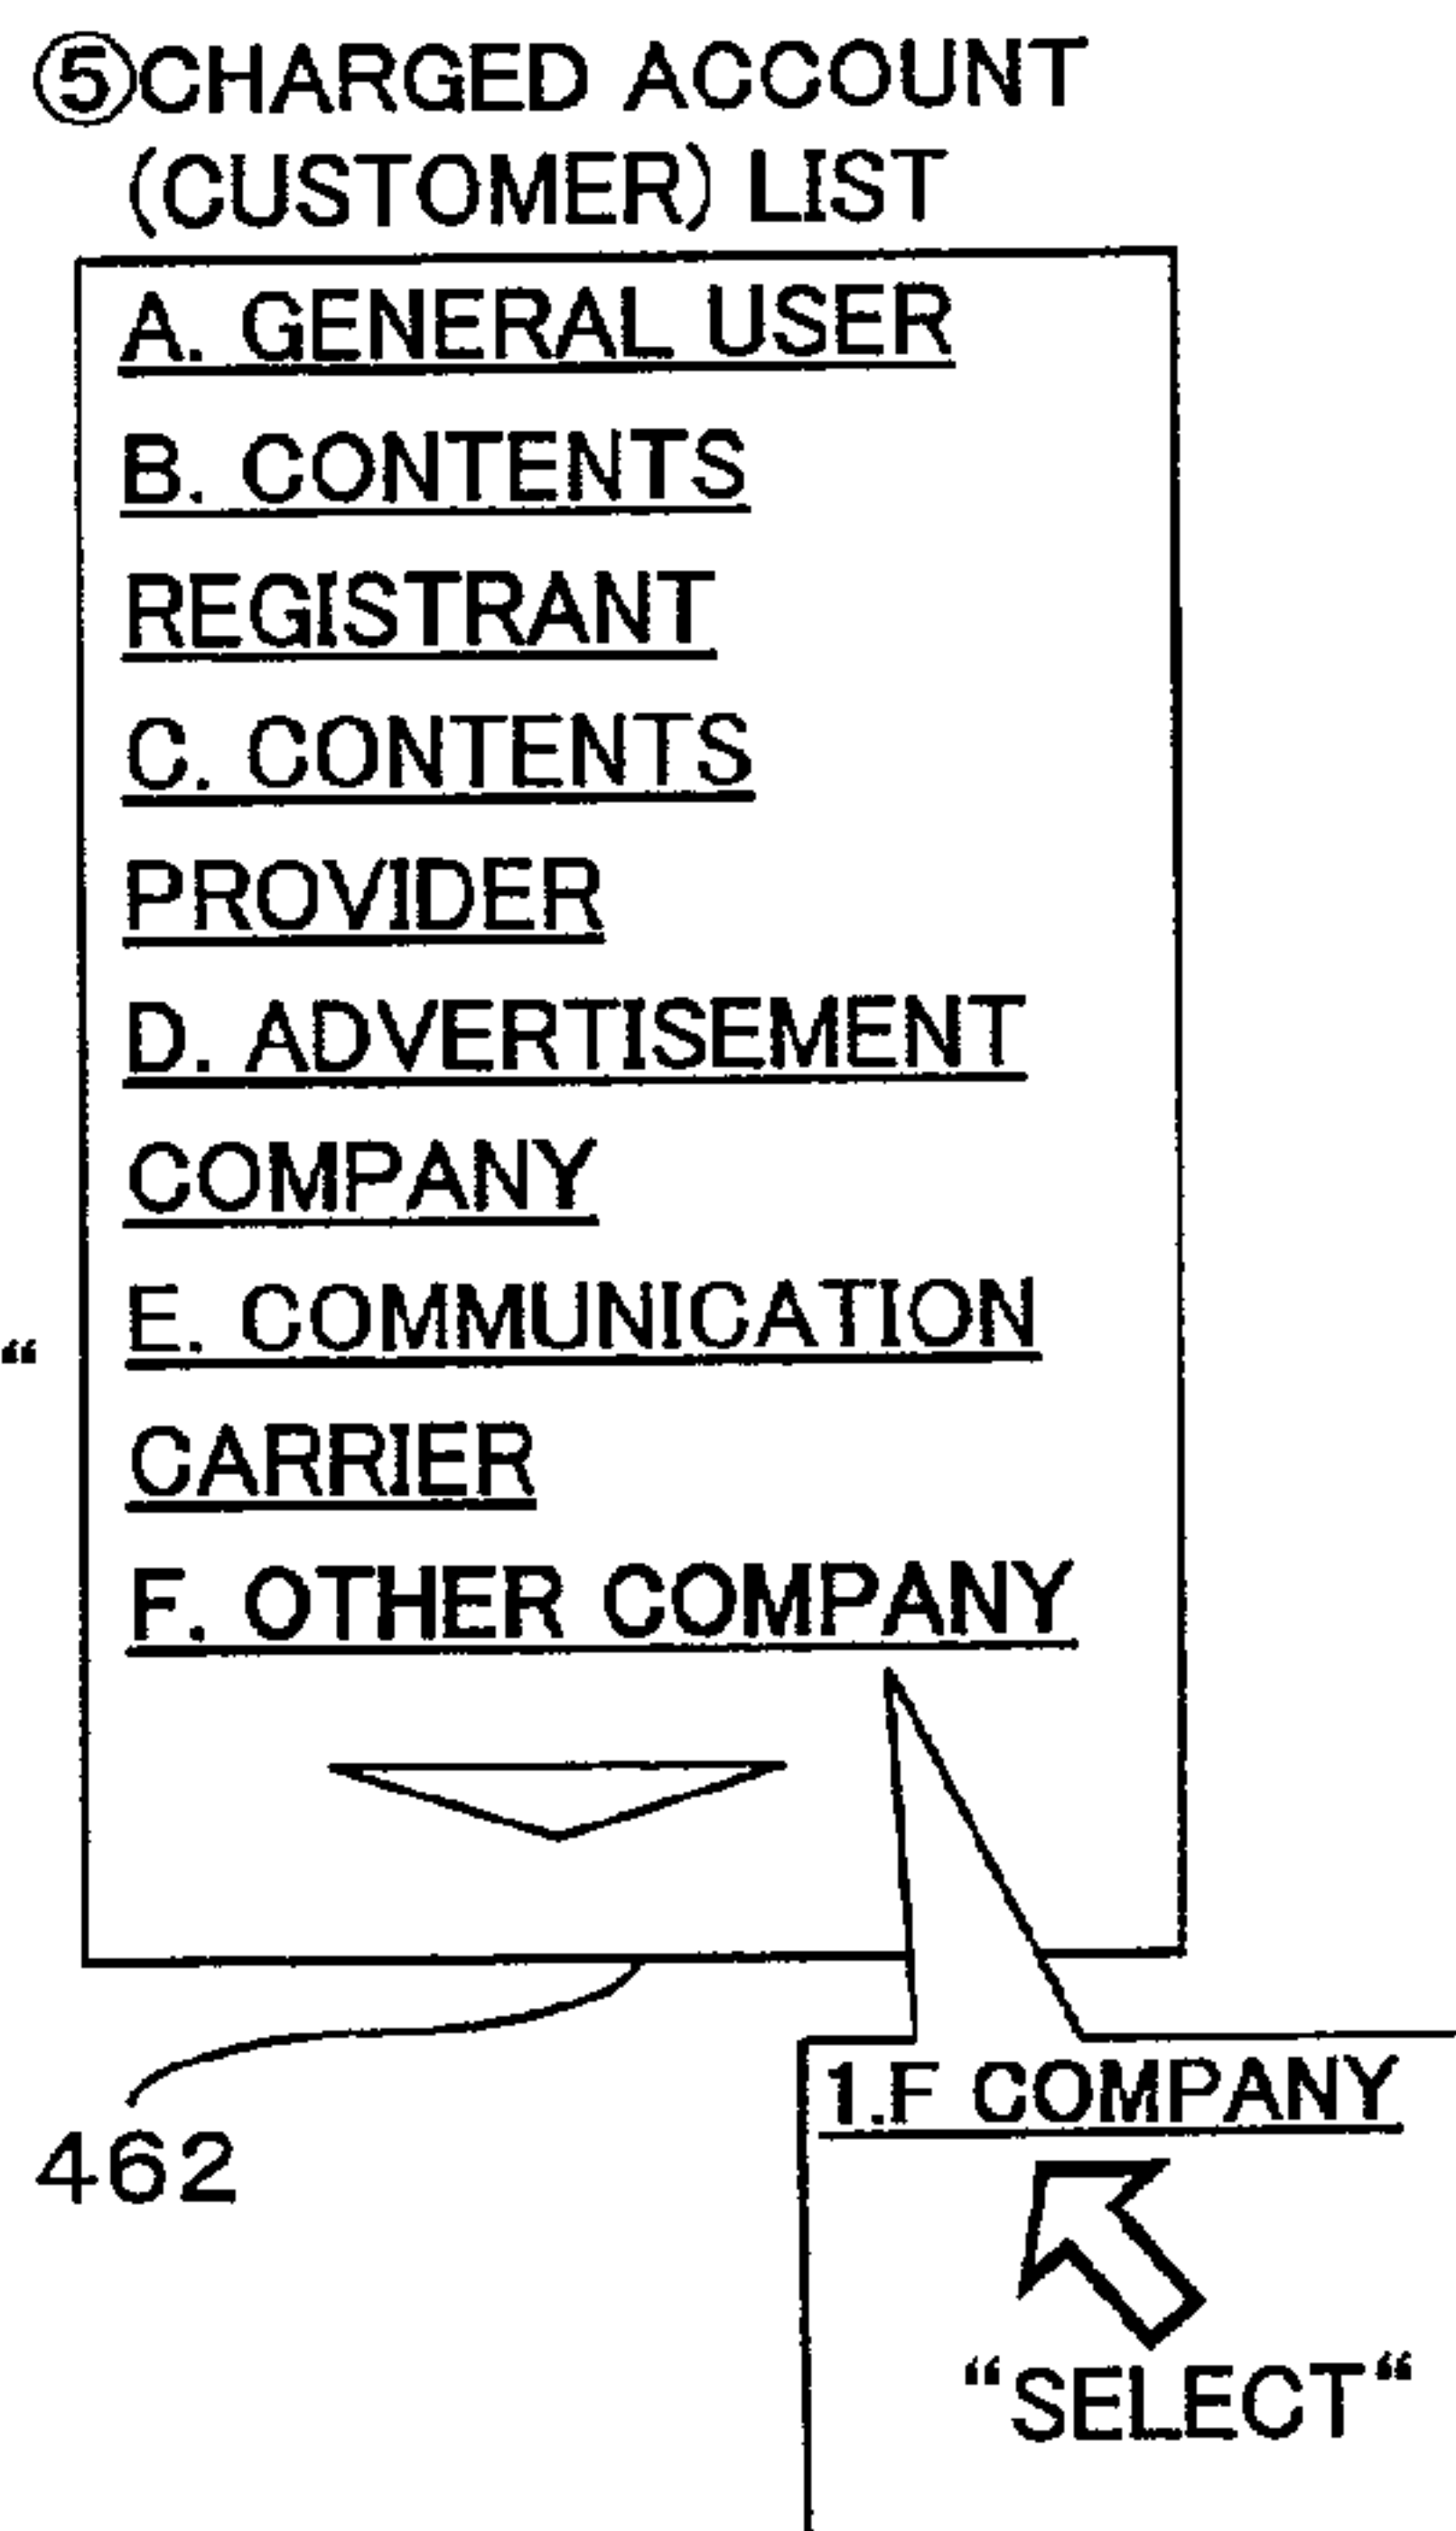 ⑤CHARGED ACCOUNT
(CUSTOMER) LIST
A. GENERAL USER
B. CONTENTS
REGISTRANT
C. CONTENTS
PROVIDER
D. ADVERTISEMENT
COMPANY
E. COMMUNICATION
“
CARRIER
F. OTHER COMPANY
462
1.F COMPANY
“SELECT“